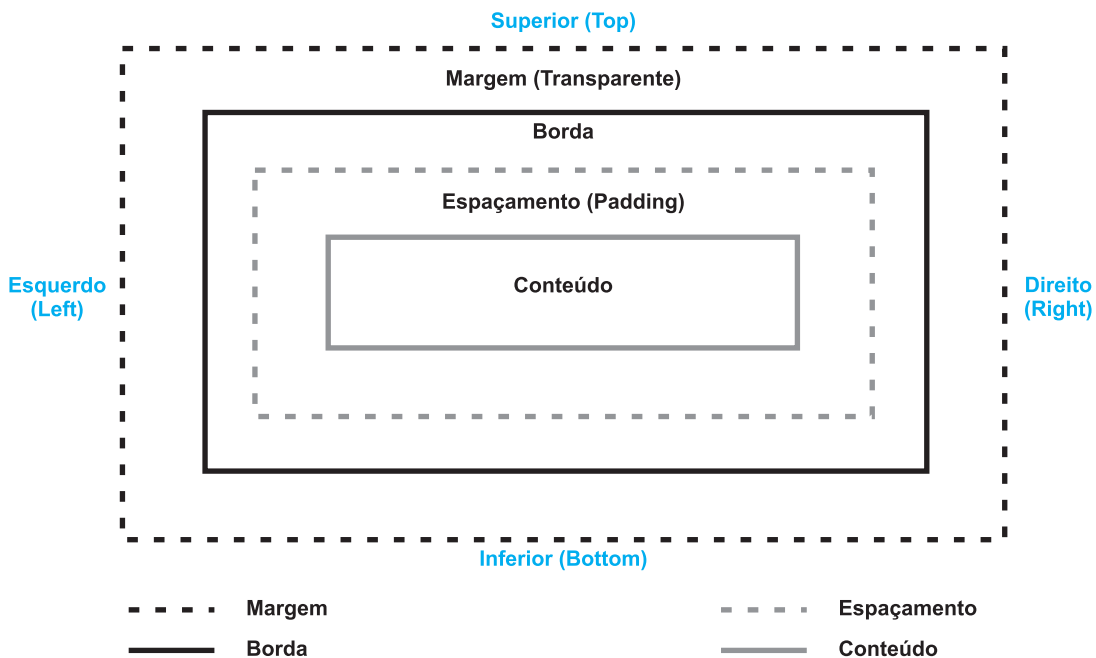 Superior (Top)
Margem (Transparente)
Borda
Espaçamento (Padding)
Conteúdo
Esquerdo
(Left)
Direito
(Right)
Inferior (Bottom)
Margem
Espaçamento
Borda
Conteúdo